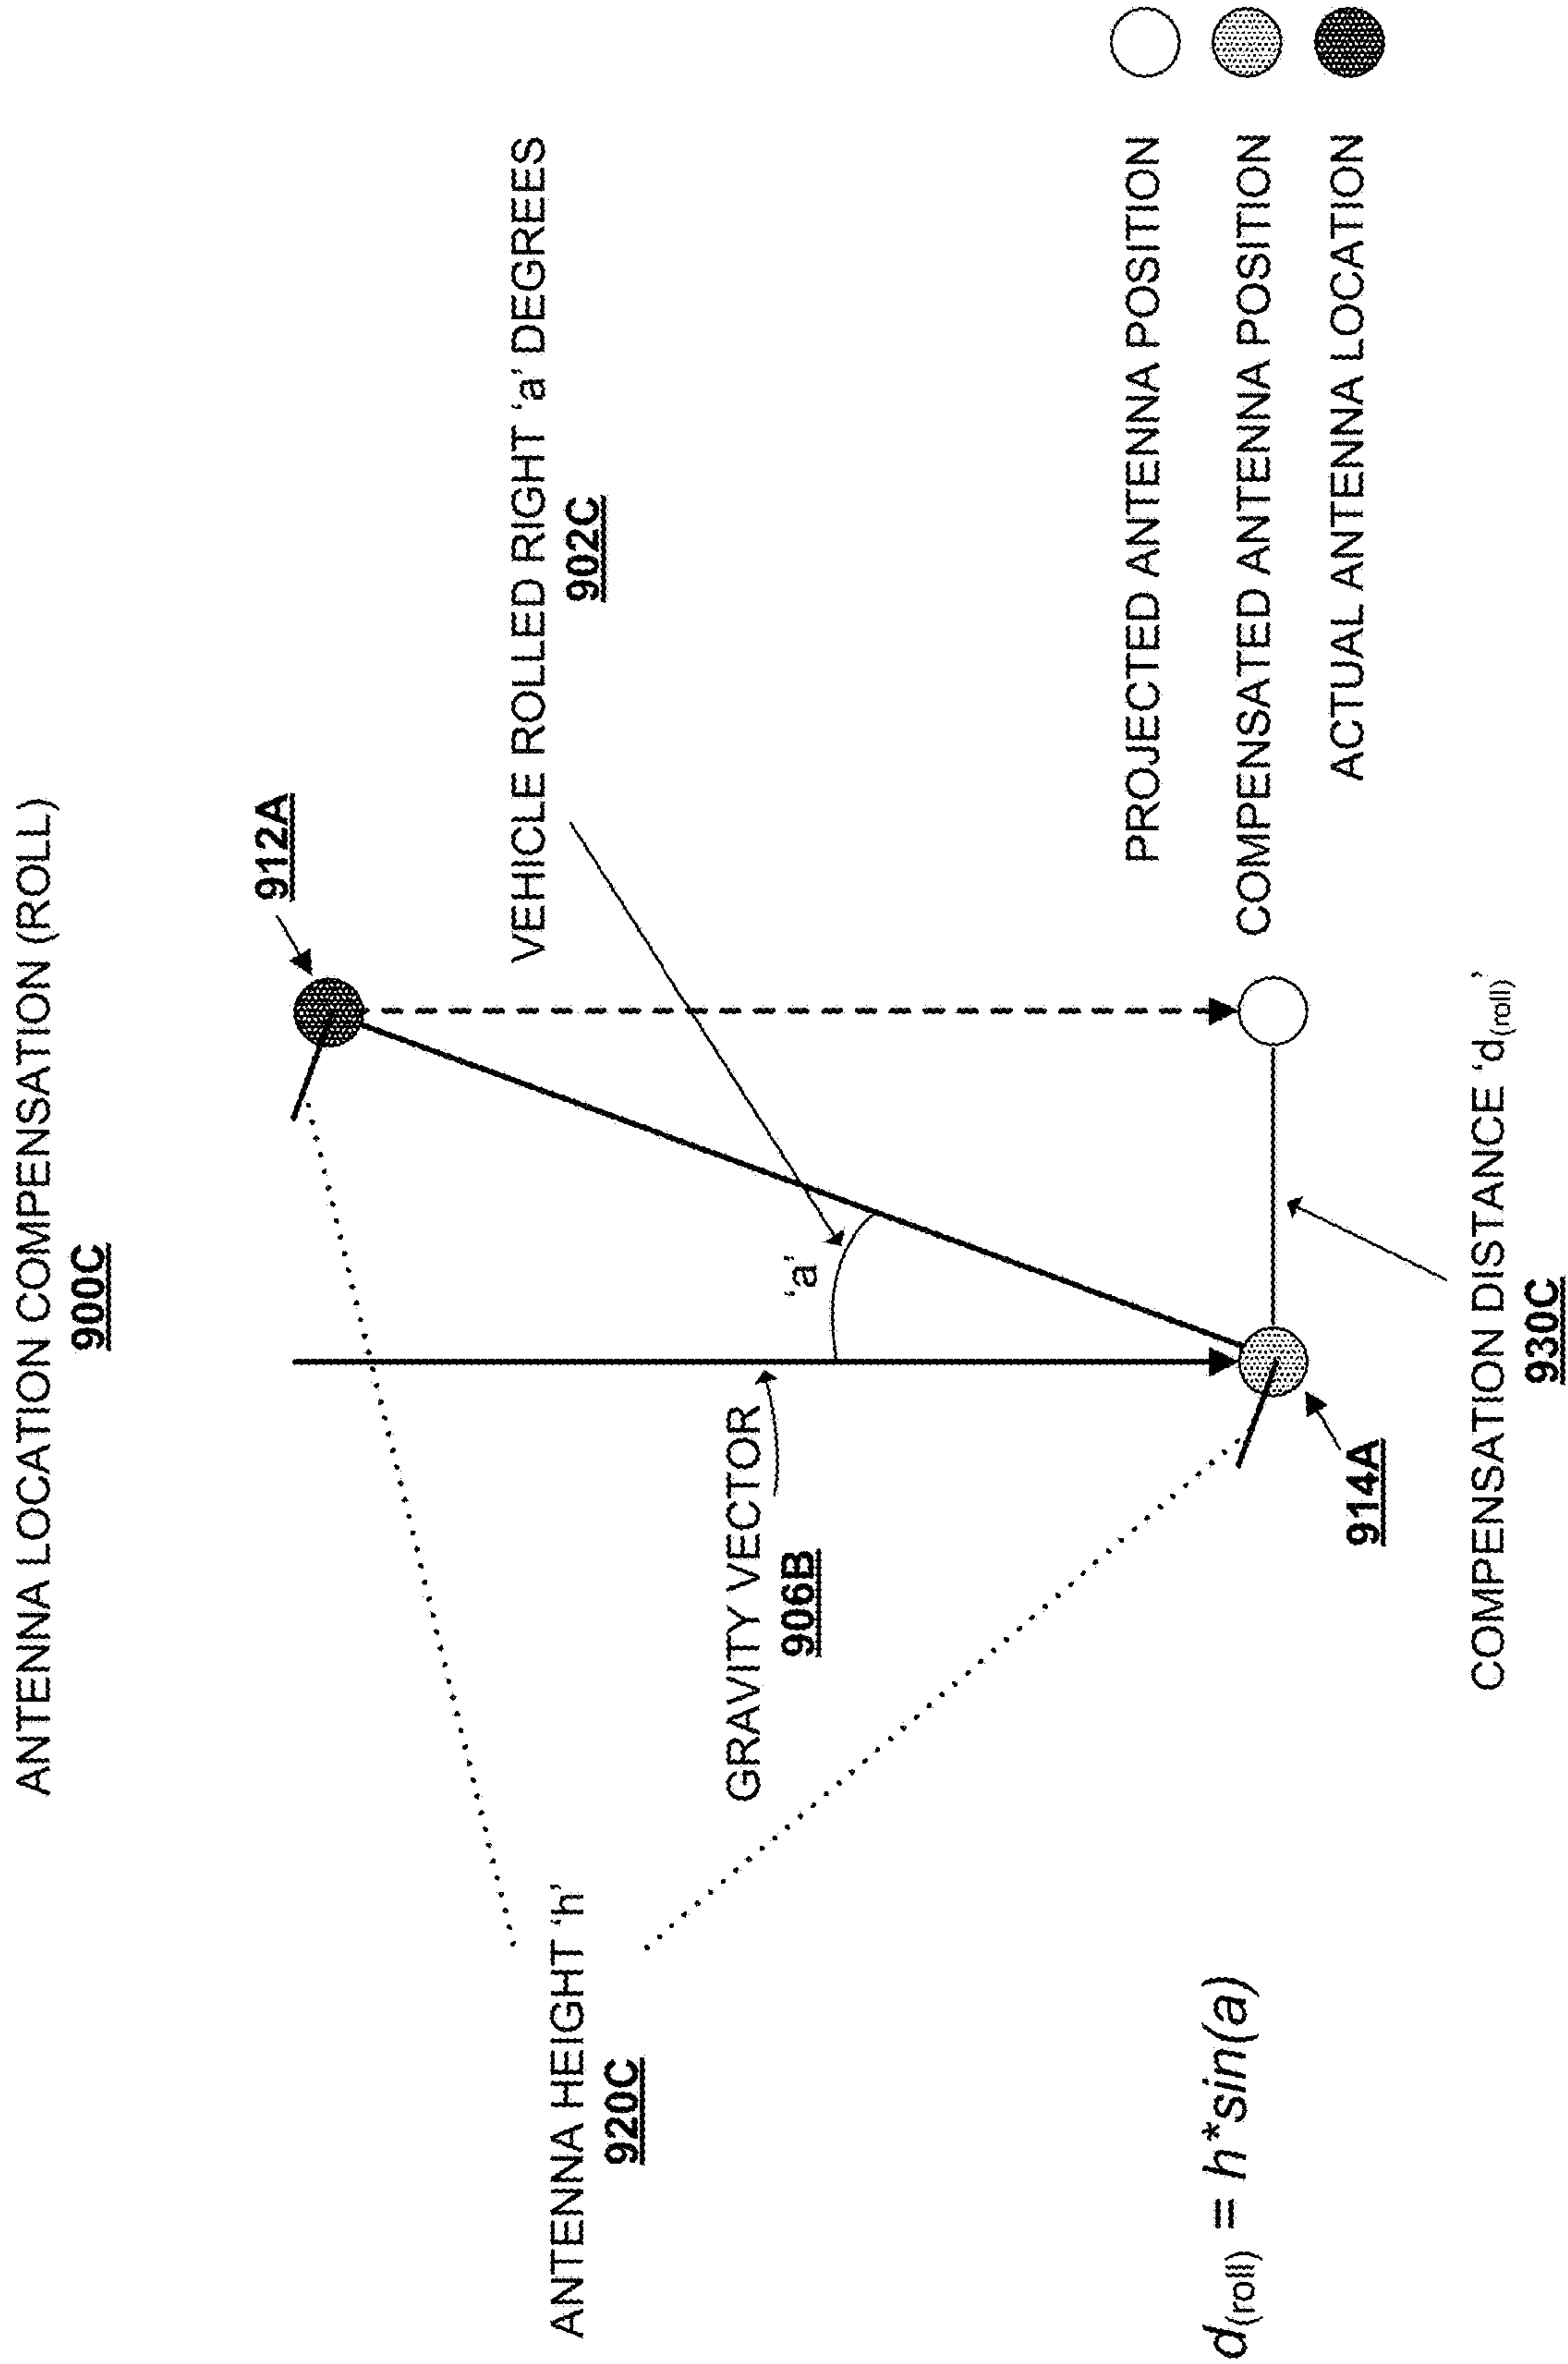 ANTENNA LOCATION COMPENSATION (ROLL)
900C
912A
VEHICLE ROLLED RIGHT ‘a’ DEGREES
902C
ANTENNA HEIGHT ‘h’
920C
GRAVITY VECTOR
906B
‘a’
914A
d(roll) = h*sin(a)
COMPENSATION DISTANCE ‘d(roll)’
930C
PROJECTED ANTENNA POSITION
COMPENSATED ANTENNA POSITION
ACTUAL ANTENNA LOCATION